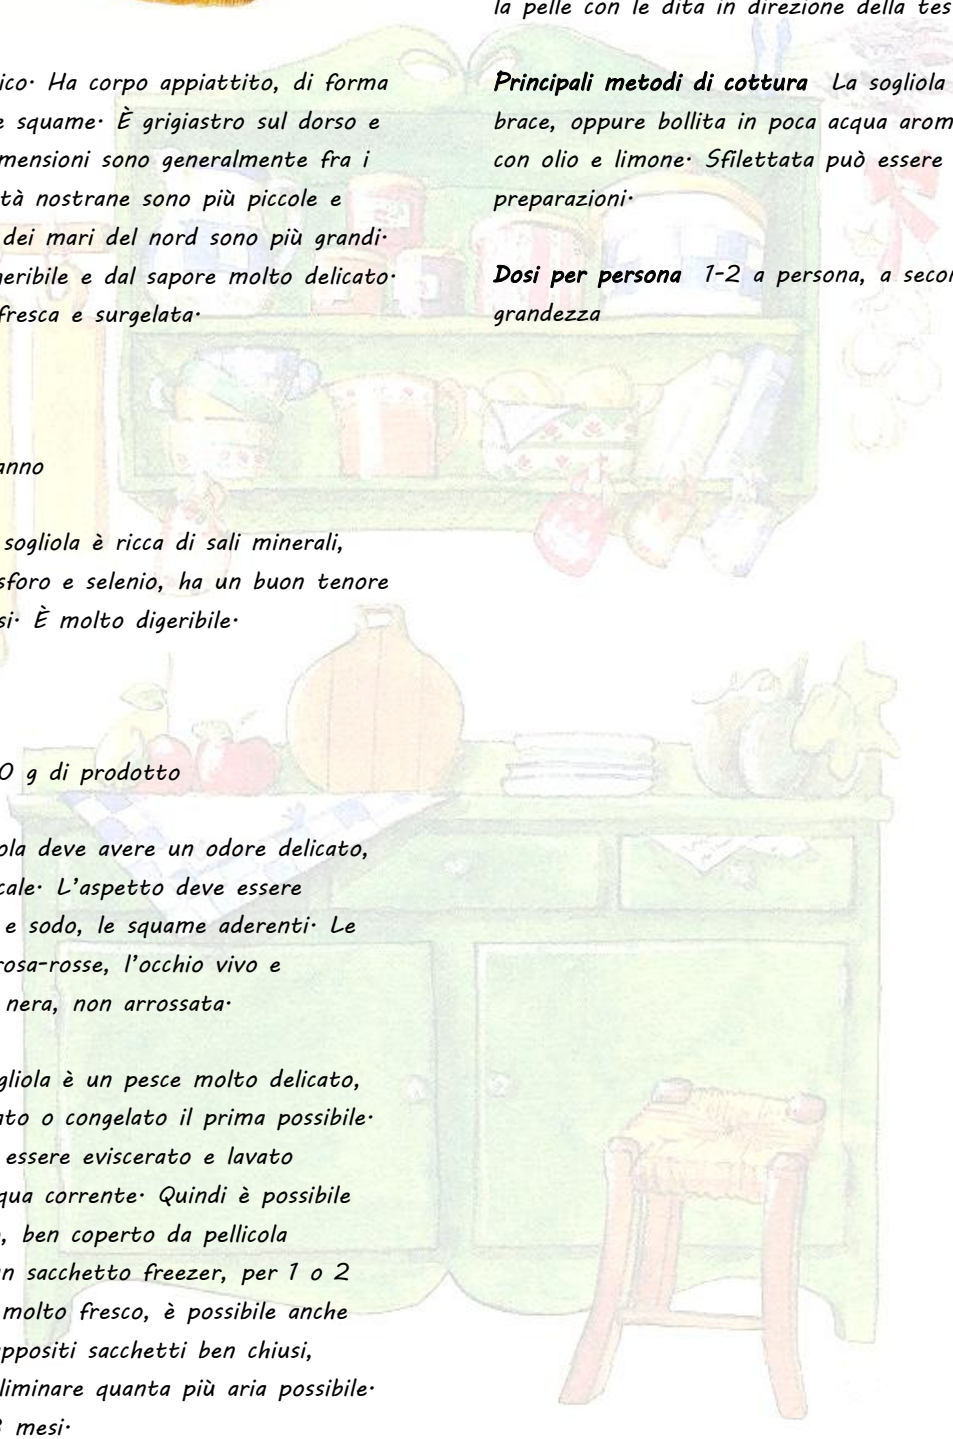 ico· Ha corpo appiattito, di forma
e squame· È grigiastro sul dorso e
mensioni sono generalmente fra i
tà nostrane sono più piccole e
dei mari del nord sono più grandi·
geribile e dal sapore molto delicato·
fresca e surgelata·
anno
sogliola è ricca di sali minerali,
sforo e selenio, ha un buon tenore
si· È molto digeribile·
0 g di prodotto
ola deve avere un odore delicato,
cale· L'aspetto deve essere
e sodo, le squame aderenti· Le
rosa-rosse, l'occhio vivo e
nera, non arrossata·
gliola è un pesce molto delicato,
ato o congelato il prima possibile·
essere eviscerato e lavato
qua corrente· Quindi è possibile
, ben coperto da pellicola
un sacchetto freezer, per 1 o 2
molto fresco, è possibile anche
appositi sacchetti ben chiusi,
liminare quanta più aria possibile·
3 mesi·
la pelle con le dita in direzione della tes
Principali metodi di cottura La sogliola
brace, oppure bollita in poca acqua arom
con olio e limone· Sfilettata può essere
preparazioni·
Dosi per persona 1-2 a persona, a secon
grandezza